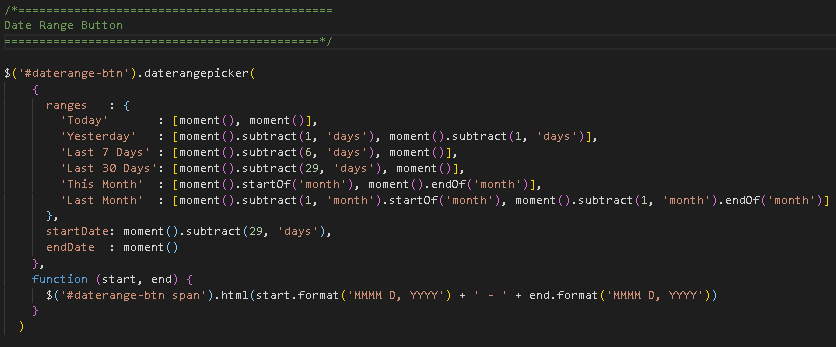 /*=============================================
Date Range Button
=============================================*/
$('#daterange-btn').daterangepicker(
    {
      ranges   : {
        'Today'       : [moment(), moment()],
        'Yesterday'   : [moment().subtract(1, 'days'), moment().subtract(1, 'days')],
        'Last 7 Days' : [moment().subtract(6, 'days'), moment()],
        'Last 30 Days': [moment().subtract(29, 'days'), moment()],
        'This Month'  : [moment().startOf('month'), moment().endOf('month')],
        'Last Month'  : [moment().subtract(1, 'month').startOf('month'), moment().subtract(1, 'month').endOf('month')]
      },
      startDate: moment().subtract(29, 'days'),
      endDate  : moment()
    },
    function (start, end) {
      $('#daterange-btn span').html(start.format('MMMM D, YYYY') + ' - ' + end.format('MMMM D, YYYY'))
    }
  )